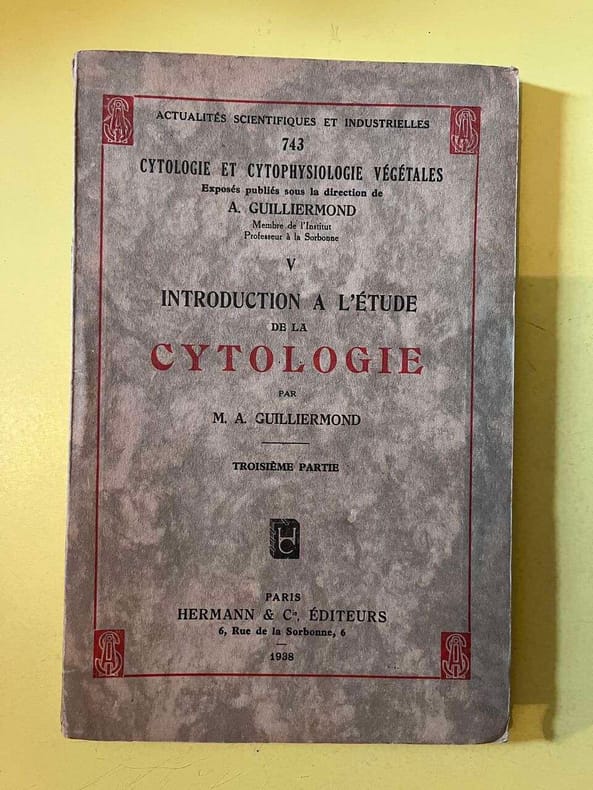 ACTUALITÉS SCIENTIFIQUES ET INDUSTRIELLES
743
CYTOLOGIE ET CYTOPHYSIOLOGIE VÉGÉTALES
Exposés publiés sous la direction de
A. GUILLIERMOND
Membre de l'Institut
Professeur à la Sorbonne
V
INTRODUCTION A L'ÉTUDE
DE LA
CYTOLOGIE
PAR
M. A. GUILLIERMOND
TROISIÈME PARTIE
HC
PARIS
HERMANN & Cie, ÉDITEURS
6, Rue de la Sorbonne, 6
1938